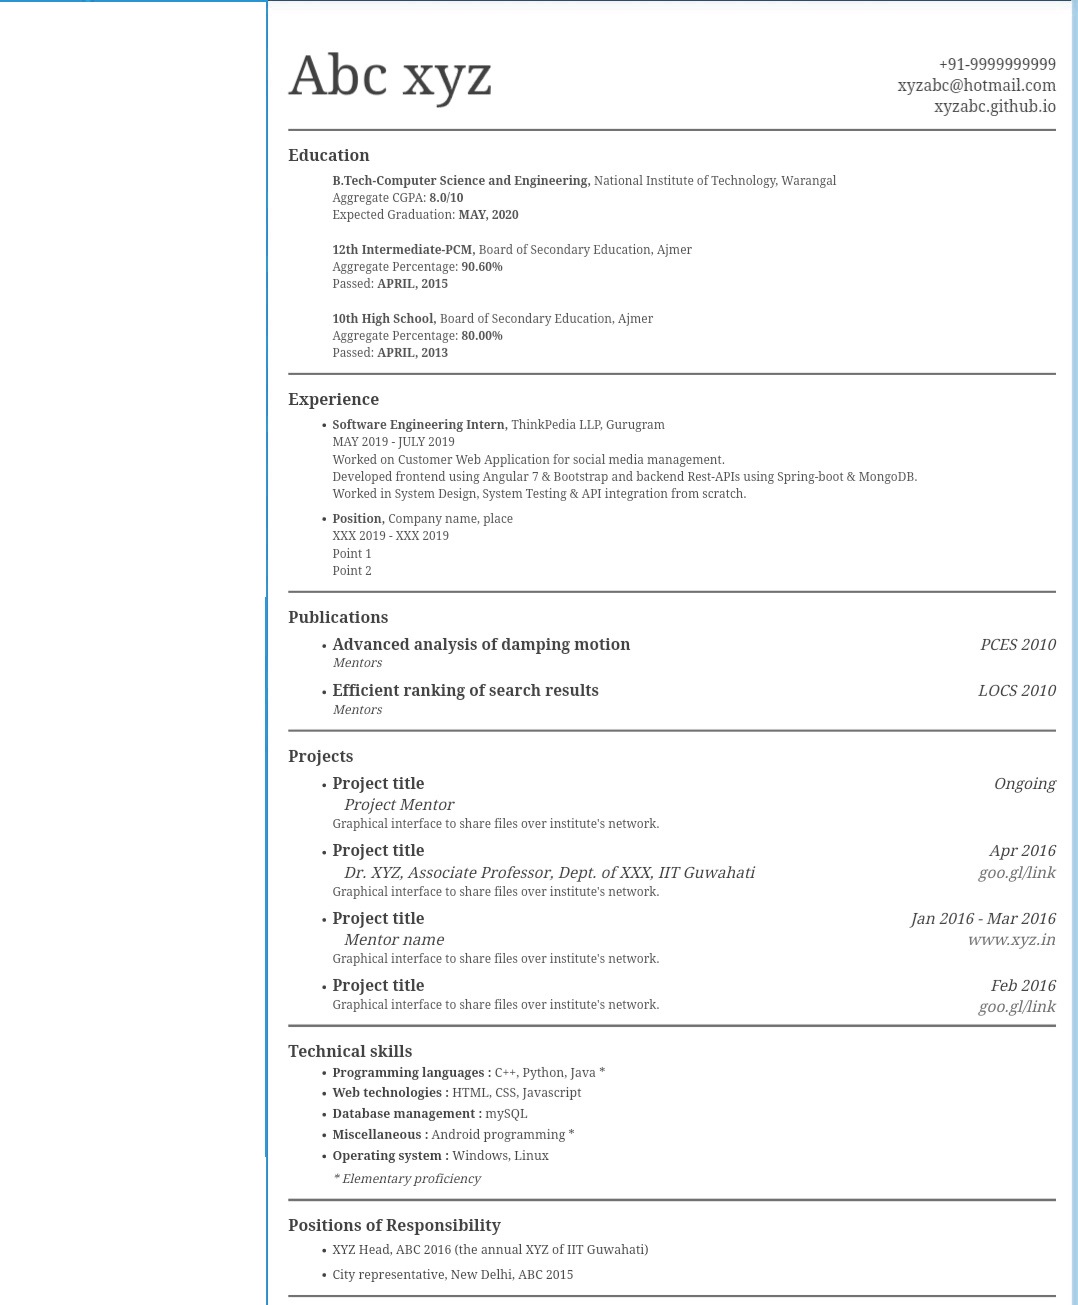 Abc xyz
+91-9999999999
xyzabc@hotmail.com
xyzabc.github.io
Education
B.Tech-Computer Science and Engineering, National Institute of Technology, Warangal
Aggregate CGPA: 8.0/10
Expected Graduation: MAY, 2020
12th Intermediate-PCM, Board of Secondary Education, Ajmer
Aggregate Percentage: 90.60%
Passed: APRIL, 2015
10th High School, Board of Secondary Education, Ajmer
Aggregate Percentage: 80.00%
Passed: APRIL, 2013
Experience
• Software Engineering Intern, ThinkPedia LLP, Gurugram
MAY 2019 - JULY 2019
Worked on Customer Web Application for social media management.
Developed frontend using Angular 7 & Bootstrap and backend Rest-APIs using Spring-boot & MongoDB.
Worked in System Design, System Testing & API integration from scratch.
• Position, Company name, place
XXX 2019 - XXX 2019
Point 1
Point 2
Publications
• Advanced analysis of damping motion PCES 2010
Mentors
• Efficient ranking of search results LOCS 2010
Mentors
Projects
• Project title Ongoing
Project Mentor
Graphical interface to share files over institute's network.
• Project title Apr 2016
Dr. XYZ, Associate Professor, Dept. of XXX, IIT Guwahati goo.gl/link
Graphical interface to share files over institute's network.
• Project title Jan 2016 - Mar 2016
Mentor name www.xyz.in
Graphical interface to share files over institute's network.
• Project title Feb 2016
Graphical interface to share files over institute's network. goo.gl/link
Technical skills
• Programming languages : C++, Python, Java *
• Web technologies : HTML, CSS, Javascript
• Database management : mySQL
• Miscellaneous : Android programming *
• Operating system : Windows, Linux
* Elementary proficiency
Positions of Responsibility
• XYZ Head, ABC 2016 (the annual XYZ of IIT Guwahati)
• City representative, New Delhi, ABC 2015